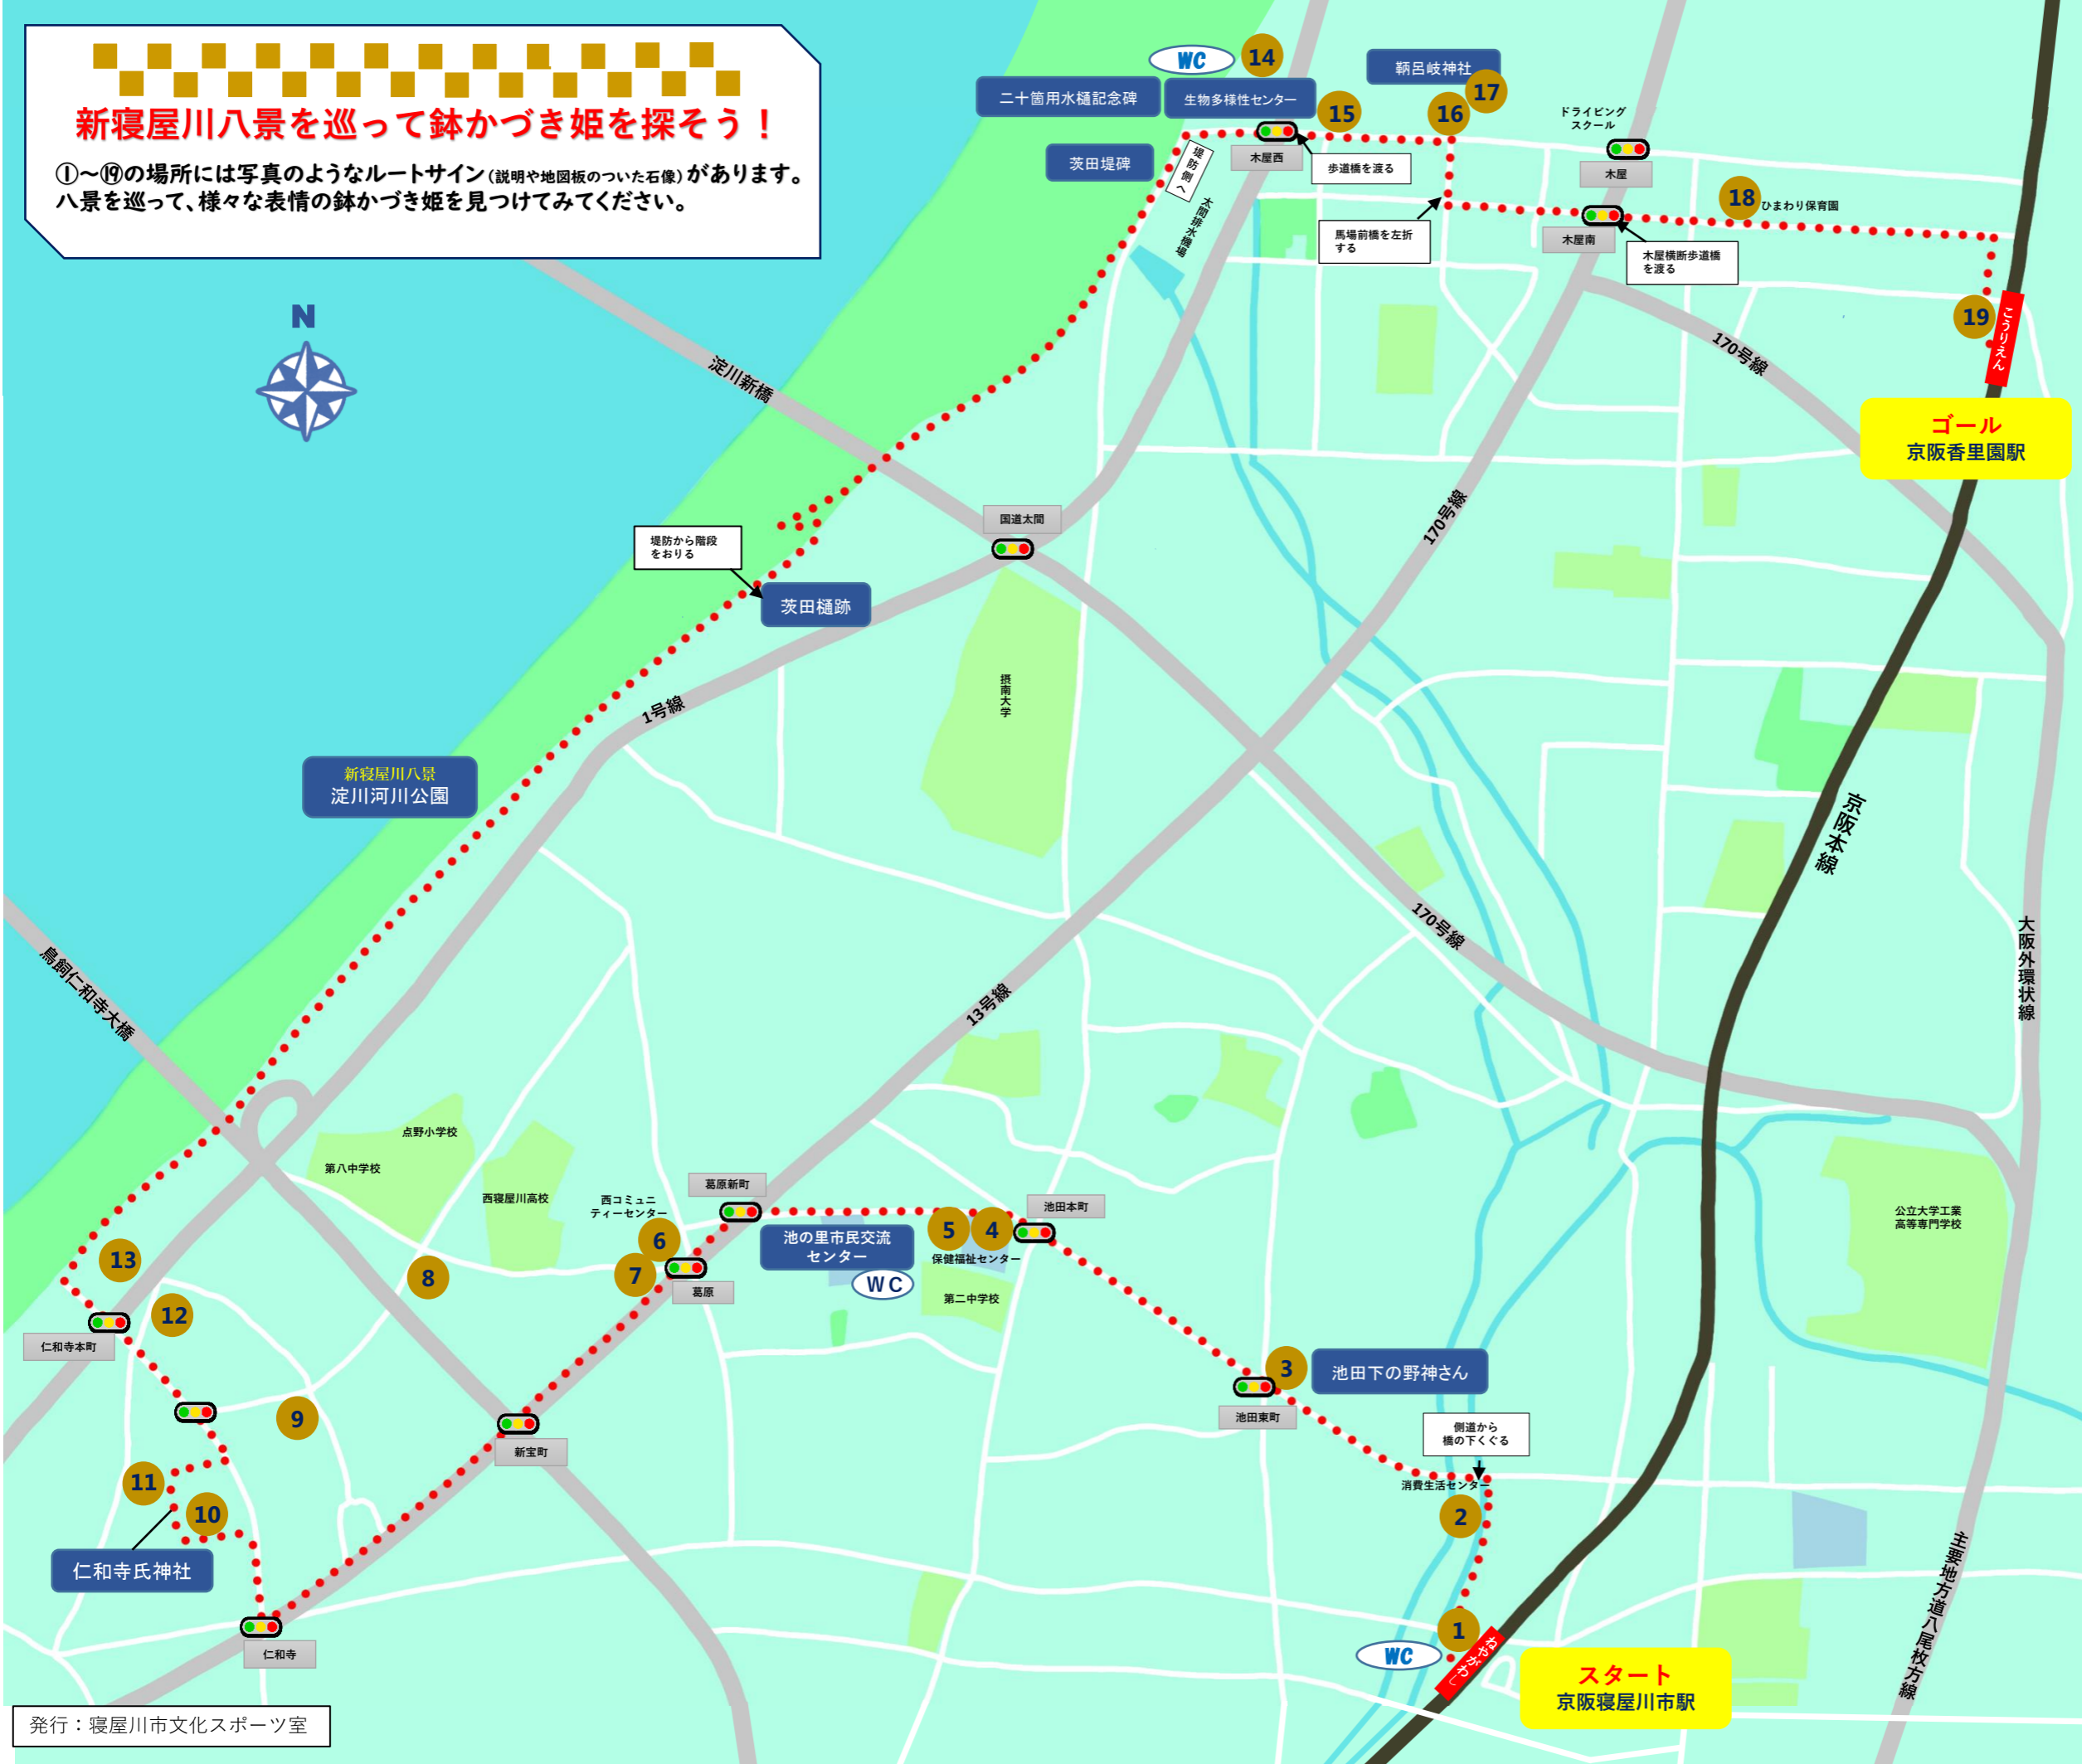 新寝屋川八景を巡って鉢かづき姫を探そう！
①～⑲の場所には写真のようなルートサイン（説明や地図板のついた石像）があります。
八景を巡って、様々な表情の鉢かづき姫を見つけてみてください。
N
WC
14
鞆呂岐神社
17
二十箇用水樋記念碑
生物多様性センター
15
16
ドライビング
スクール
茨田堤碑
堤防側へ
木屋西
歩道橋を渡る
木屋
太間排水機場
18
ひまわり保育園
馬場前橋を左折
する
木屋南
木屋横断歩道橋
を渡る
19
こうりえん
淀川新橋
170号線
ゴール
京阪香里園駅
国道太間
170号線
堤防から階段
をおりる
茨田樋跡
摂南大学
1号線
新寝屋川八景
淀川河川公園
京阪本線
170号線
大阪外環状線
鳥飼仁和寺大橋
13号線
点野小学校
第八中学校
西寝屋川高校
西コミュニ
ティーセンター
葛原新町
池田本町
公立大学工業
高等専門学校
6
7
葛原
池の里市民交流
センター
WC
5
4
保健福祉センター
第二中学校
13
8
12
仁和寺本町
3
池田下の野神さん
池田東町
9
新宝町
側道から
橋の下くぐる
消費生活センター
11
10
2
仁和寺氏神社
主要地方道八尾枚方線
仁和寺
1
WC
ねやがわし
スタート
京阪寝屋川市駅
発行：寝屋川市文化スポーツ室